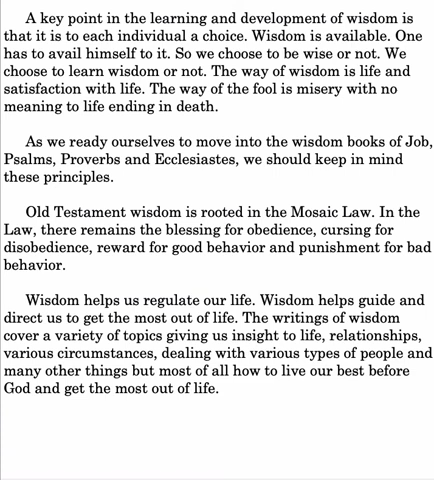 A key point in the learning and development of wisdom is
that it is to each individual a choice. Wisdom is available. One
has to avail himself to it. So we choose to be wise or not. We
choose to learn wisdom or not. The way of wisdom is life and
satisfaction with life. The way of the fool is misery with no
meaning to life ending in death.
As we ready ourselves to move into the wisdom books of Job,
Psalms, Proverbs and Ecclesiastes, we should keep in mind
these principles.
Old Testament wisdom is rooted in the Mosaic Law. In the
Law, there remains the blessing for obedience, cursing for
disobedience, reward for good behavior and punishment for bad
behavior.
Wisdom helps us regulate our life. Wisdom helps guide and
direct us to get the most out of life. The writings of wisdom
cover a variety of topics giving us insight to life, relationships,
various circumstances, dealing with various types of people and
many other things but most of all how to live our best before
God and get the most out of life.